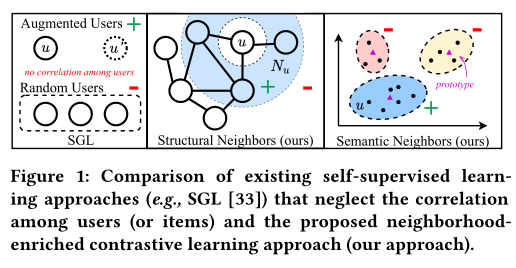 Augmented Users +
u
u'
no correlation among users
Random Users -
SGL
u
N_u
+
-
Structural Neighbors (ours)
-
-
prototype
u
+
Semantic Neighbors (ours)
Figure 1: Comparison of existing self-supervised learn-
ing approaches (e.g., SGL [33]) that neglect the correlation
among users (or items) and the proposed neighborhood-
enriched contrastive learning approach (our approach).